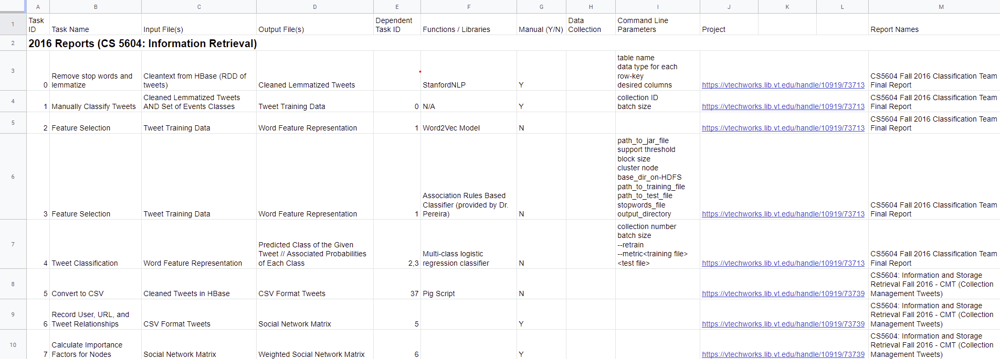 A B C D E F G H I J K L M
1 Task ID Task Name Input File(s) Output File(s) Dependent Task ID Functions / Libraries Manual (Y/N) Data Collection Command Line Parameters Project Report Names
2 2016 Reports (CS 5604: Information Retrieval)
3 0 Remove stop words and lemmatize Cleantext from HBase (RDD of tweets) Cleaned Lemmatized Tweets StanfordNLP Y table name data type for each row-key desired columns https://vtechworks.lib.vt.edu/handle/10919/73713 CS5604 Fall 2016 Classification Team Final Report
4 1 Manually Classify Tweets Cleaned Lemmatized Tweets AND Set of Events Classes Tweet Training Data 0 N/A Y collection ID batch size https://vtechworks.lib.vt.edu/handle/10919/73713 CS5604 Fall 2016 Classification Team Final Report
5 2 Feature Selection Tweet Training Data Word Feature Representation 1 Word2Vec Model N https://vtechworks.lib.vt.edu/handle/10919/73713 CS5604 Fall 2016 Classification Team Final Report
6 3 Feature Selection Tweet Training Data Word Feature Representation 1 Association Rules Based Classifier (provided by Dr. Pereira) N path_to_jar_file support threshold block size cluster node base_dir_on-HDFS path_to_training_file path_to_test_file stopwords_file output_directory https://vtechworks.lib.vt.edu/handle/10919/73713 CS5604 Fall 2016 Classification Team Final Report
7 4 Tweet Classification Word Feature Representation Predicted Class of the Given Tweet // Associated Probabilities of Each Class 2,3 Multi-class logistic regression classifier N collection number batch size --retrain --metric<training file> <test file> https://vtechworks.lib.vt.edu/handle/10919/73713 CS5604 Fall 2016 Classification Team Final Report
8 5 Convert to CSV Cleaned Tweets in HBase CSV Format Tweets 37 Pig Script N https://vtechworks.lib.vt.edu/handle/10919/73739 CS5604: Information and Storage Retrieval Fall 2016 - CMT (Collection Management Tweets)
9 6 Record User, URL, and Tweet Relationships CSV Format Tweets Social Network Matrix 5 Y https://vtechworks.lib.vt.edu/handle/10919/73739 CS5604: Information and Storage Retrieval Fall 2016 - CMT (Collection Management Tweets)
10 7 Calculate Importance Factors for Nodes Social Network Matrix Weighted Social Network Matrix 6 Y https://vtechworks.lib.vt.edu/handle/10919/73739 CS5604: Information and Storage Retrieval Fall 2016 - CMT (Collection Management Tweets)